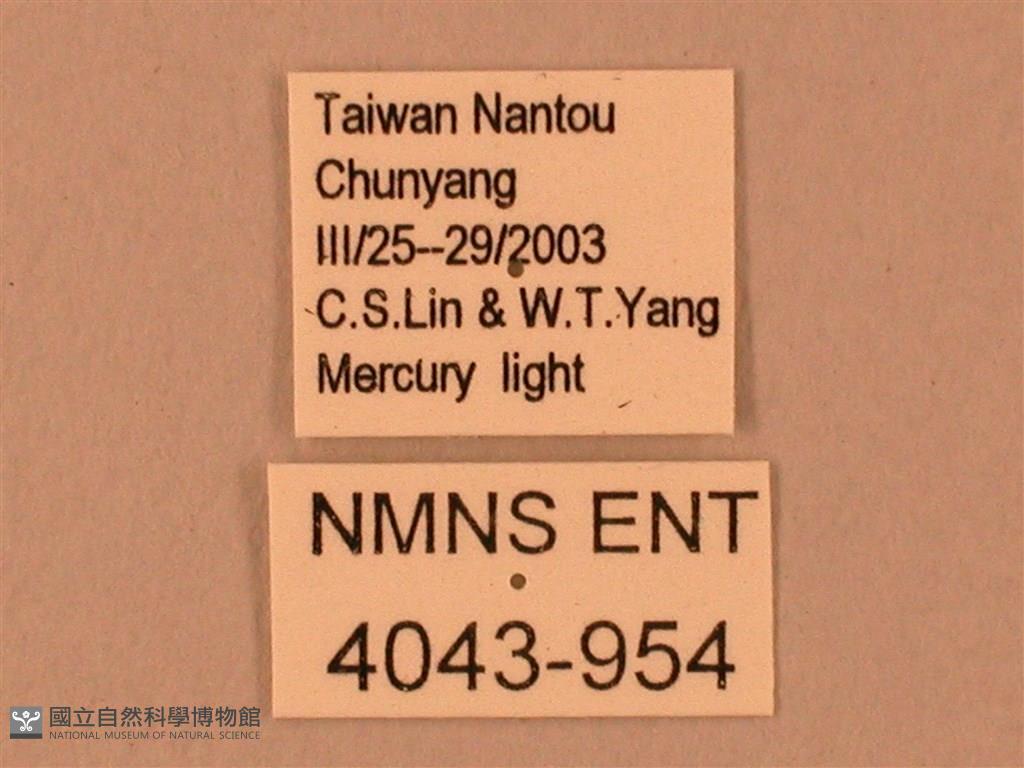 Taiwan Nantou
Chunyang
III/25--29/2003
C.S.Lin & W.T.Yang
Mercury light
NMNS ENT
4043-954
國立自然科學博物館
NATIONAL MUSEUM OF NATURAL SCIENCE